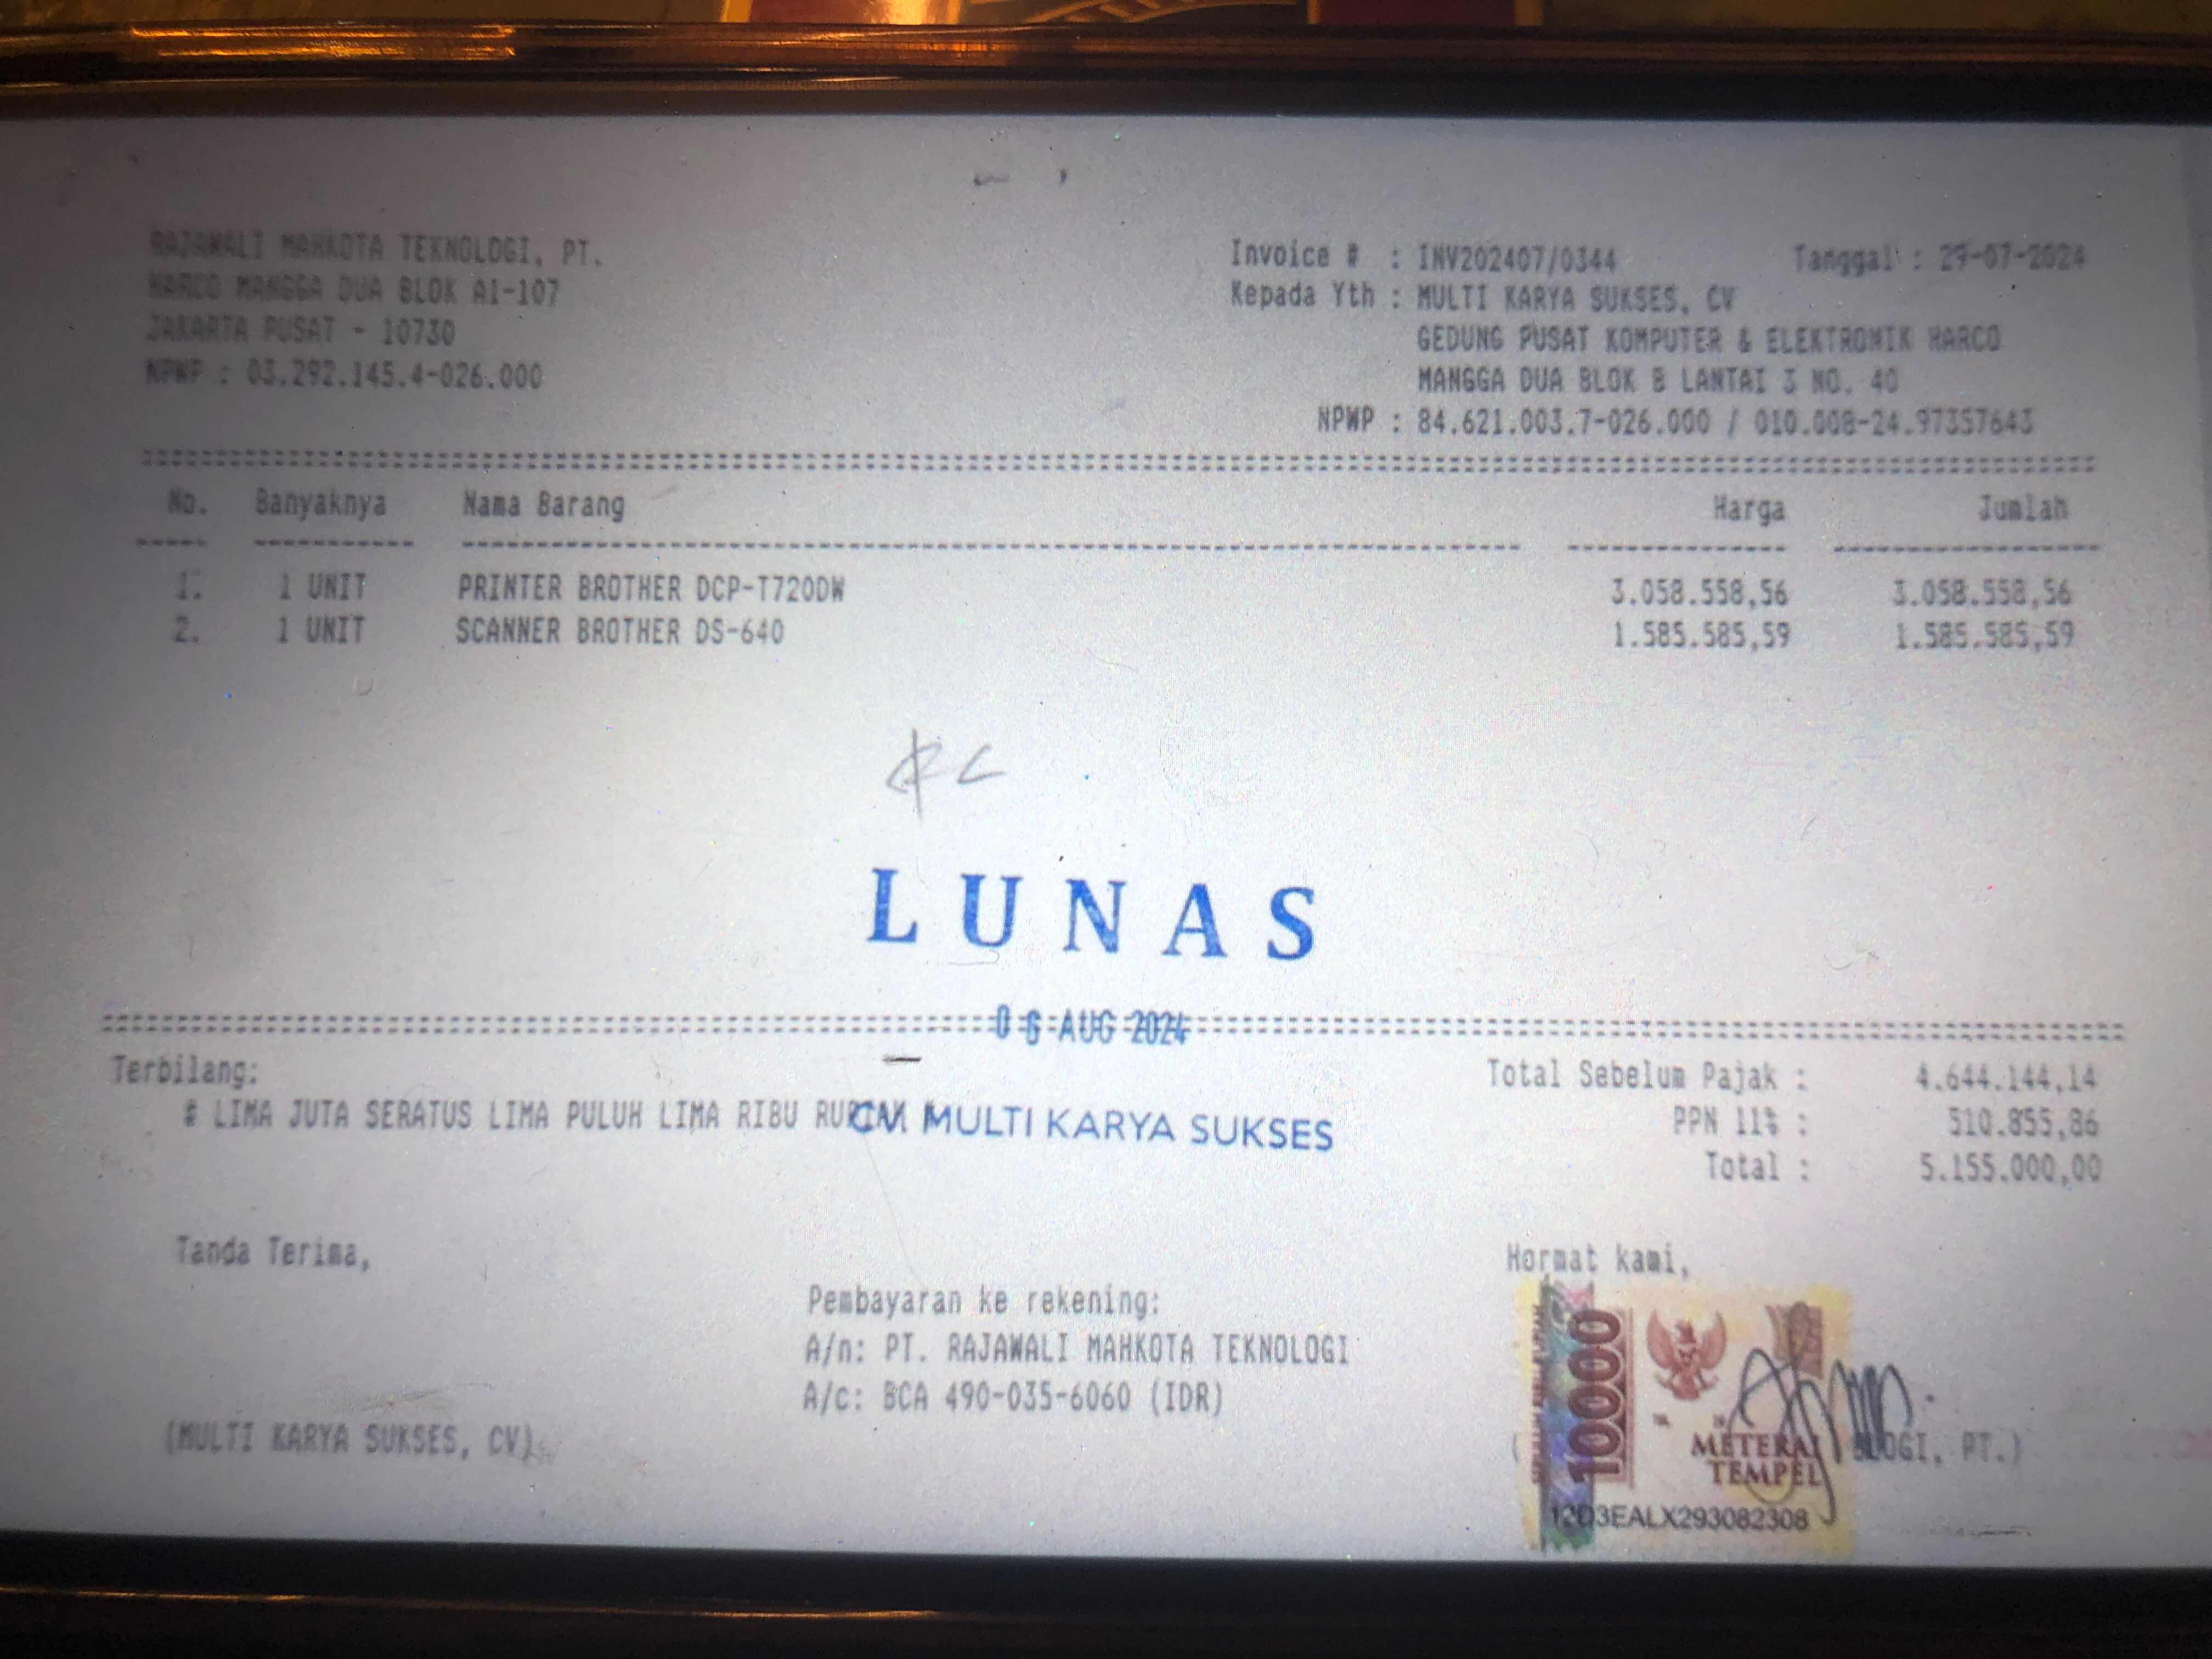 RAJAWALI MAHKOTA TEKNOLOGI, PT.
HARCO MANGGA DUA BLOK A1-107
JAKARTA PUSAT - 10730
NPWP : 03.292.145.4-026.000
Invoice # : INV202407/0344 Tanggal : 29-07-2024
Kepada Yth : MULTI KARYA SUKSES, CV
GEDUNG PUSAT KOMPUTER & ELEKTRONIK HARCO
MANGGA DUA BLOK B LANTAI 3 NO. 40
NPWP : 84.621.003.7-026.000 / 010.008-24.97357643
No. Banyaknya Nama Barang Harga Jumlah
1. 1 UNIT PRINTER BROTHER DCP-T720DW 3.058.558,56 3.058.558,56
2. 1 UNIT SCANNER BROTHER DS-640 1.585.585,59 1.585.585,59
LUNAS
06 AUG 2024
CV. MULTI KARYA SUKSES
Terbilang:
# LIMA JUTA SERATUS LIMA PULUH LIMA RIBU RUPIAH #
Total Sebelum Pajak : 4.644.144,14
PPN 11% : 510.855,86
Total : 5.155.000,00
Tanda Terima,
(MULTI KARYA SUKSES, CV)
Pembayaran ke rekening:
A/n: PT. RAJAWALI MAHKOTA TEKNOLOGI
A/c: BCA 490-035-6060 (IDR)
Hormat kami,
10000
METERAI
TEMPEL
12D3EALX293082308
( OLOGI, PT.)